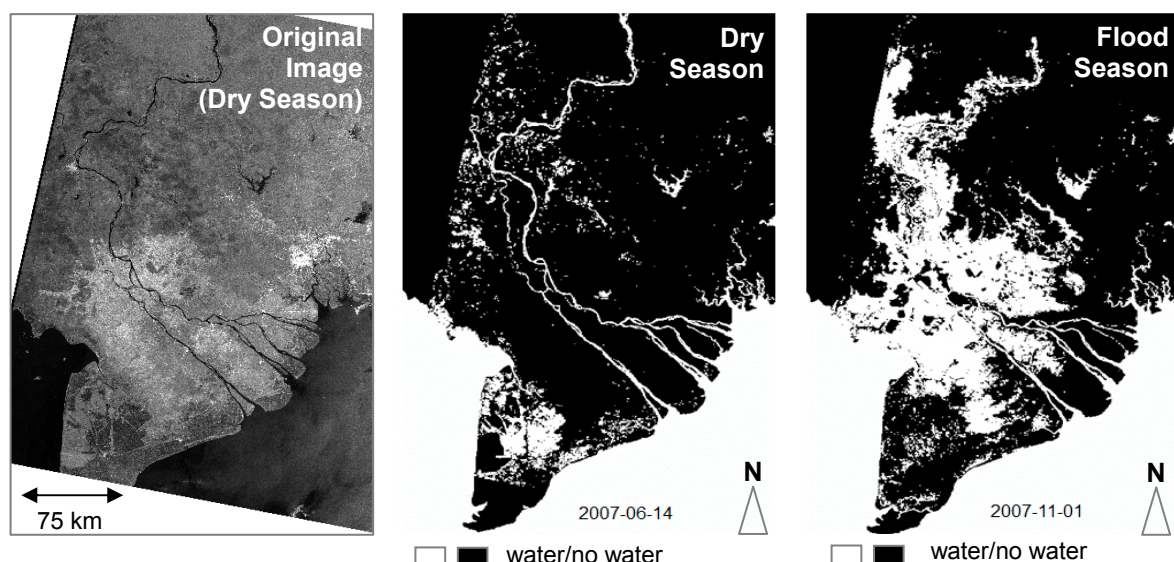 Original
Image
(Dry Season)
75 km
Dry
Season
N
2007-06-14
water/no water
Flood
Season
N
2007-11-01
water/no water